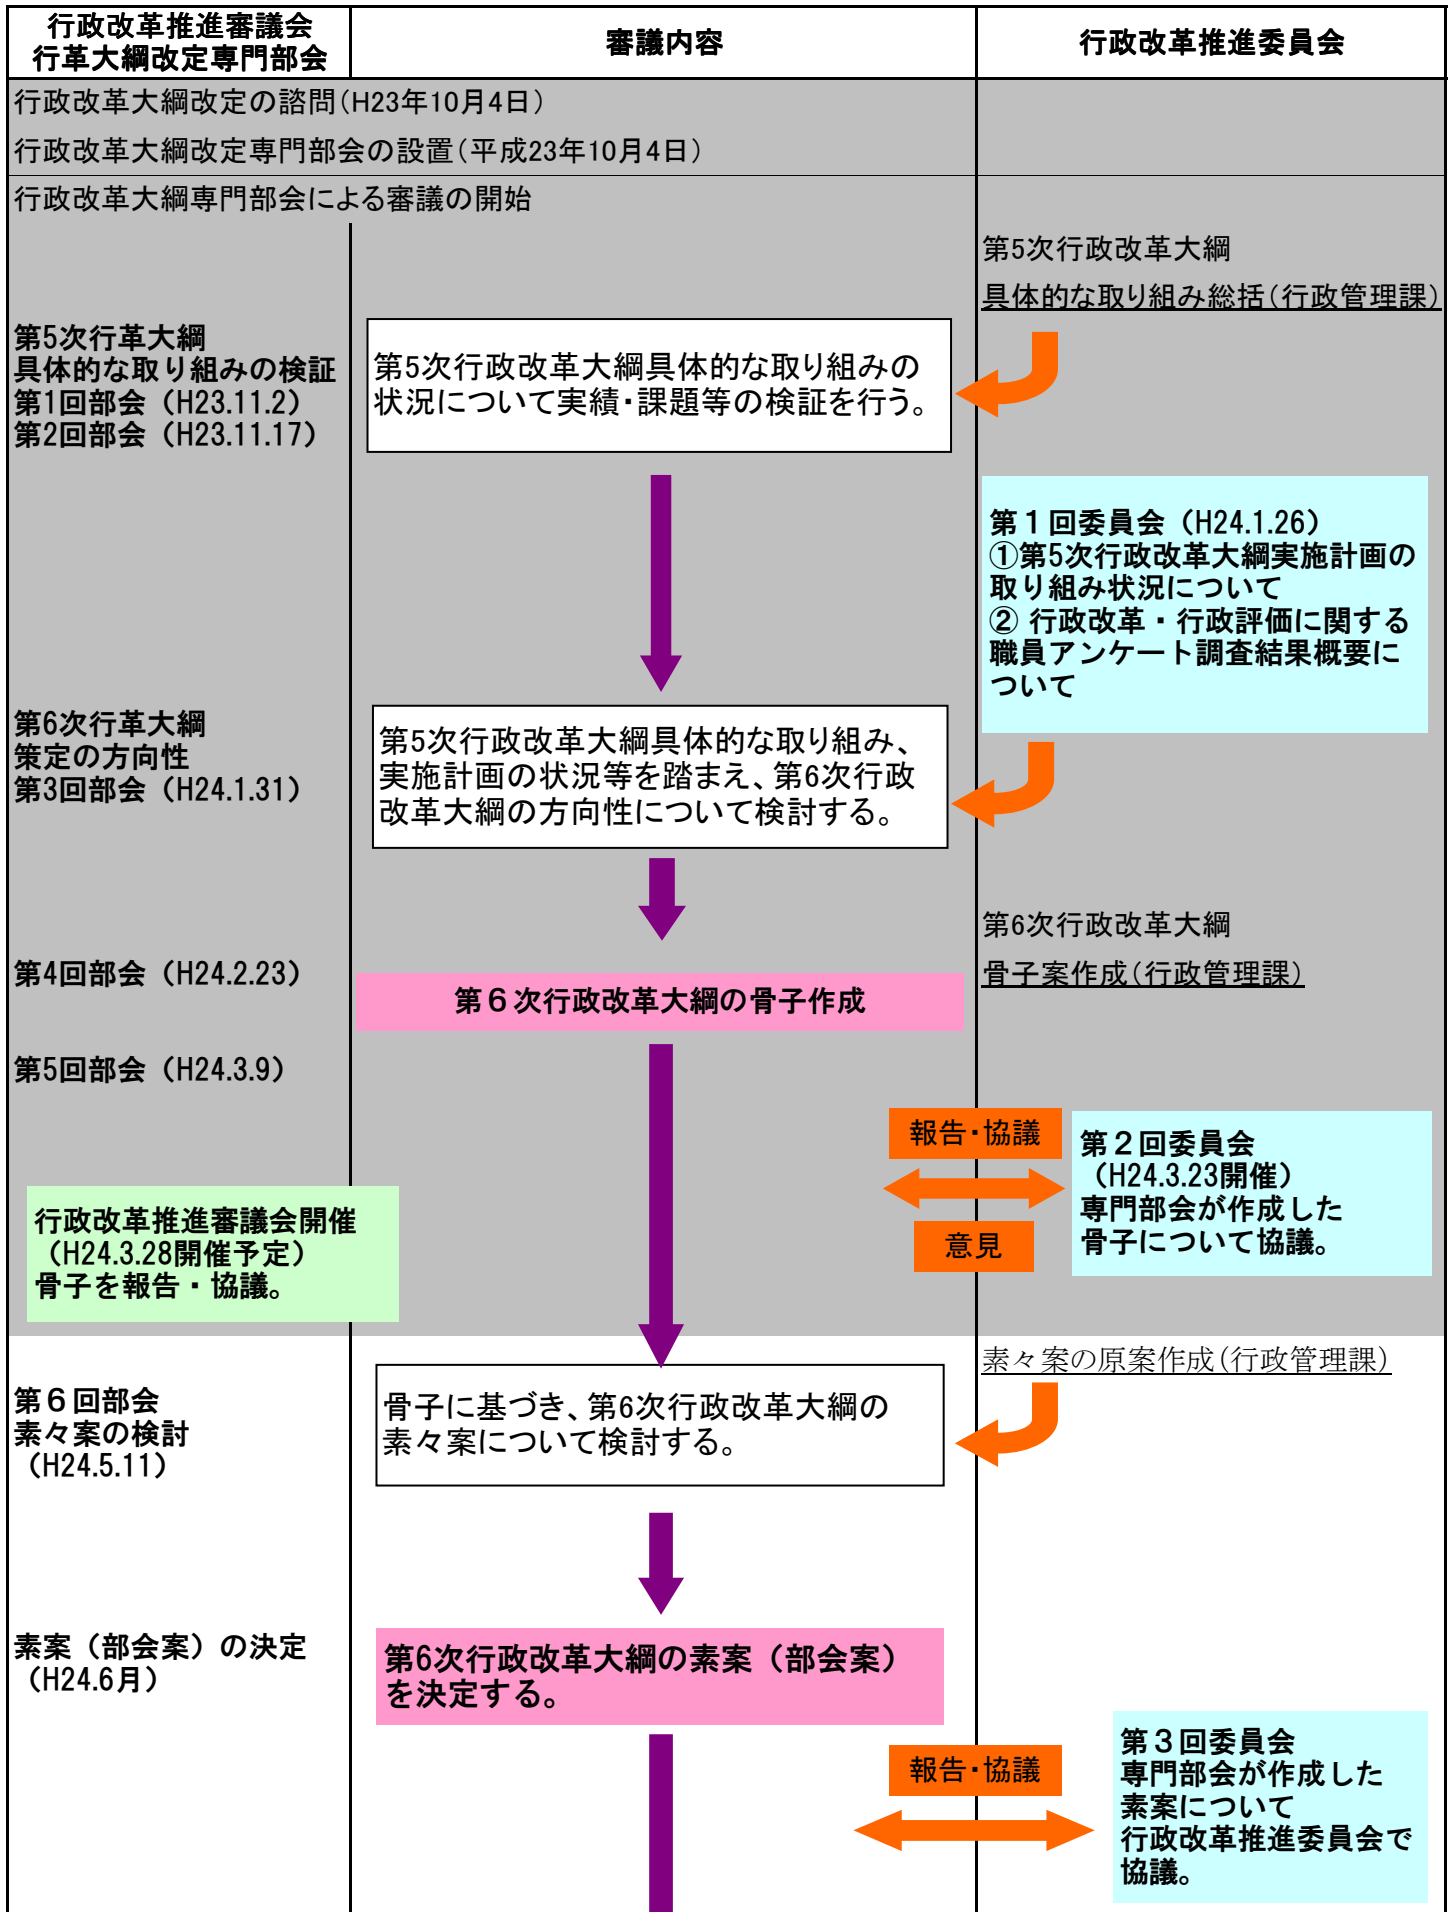 行政改革推進審議会
行革大綱改定専門部会
審議内容
行政改革推進委員会
行政改革大綱改定の諮問(H23年10月4日)
行政改革大綱改定専門部会の設置(平成23年10月4日)
行政改革大綱専門部会による審議の開始
第5次行政改革大綱
具体的な取り組み総括(行政管理課)
第5次行革大綱
具体的な取り組みの検証
第1回部会（H23.11.2）
第2回部会（H23.11.17）
第5次行政改革大綱具体的な取り組みの
状況について実績・課題等の検証を行う。
第１回委員会（H24.1.26）
①第5次行政改革大綱実施計画の
取り組み状況について
② 行政改革・行政評価に関する
職員アンケート調査結果概要に
ついて
第6次行革大綱
策定の方向性
第3回部会（H24.1.31）
第5次行政改革大綱具体的な取り組み、
実施計画の状況等を踏まえ、第6次行政
改革大綱の方向性について検討する。
第6次行政改革大綱
骨子案作成(行政管理課)
第4回部会（H24.2.23）
第６次行政改革大綱の骨子作成
第5回部会（H24.3.9）
報告・協議
意見
第２回委員会
（H24.3.23開催）
専門部会が作成した
骨子について協議。
行政改革推進審議会開催
（H24.3.28開催予定）
骨子を報告・協議。
素々案の原案作成(行政管理課)
第６回部会
素々案の検討
（H24.5.11）
骨子に基づき、第6次行政改革大綱の
素々案について検討する。
素案（部会案）の決定
（H24.6月）
第6次行政改革大綱の素案（部会案）
を決定する。
報告・協議
第３回委員会
専門部会が作成した
素案について
行政改革推進委員会で
協議。